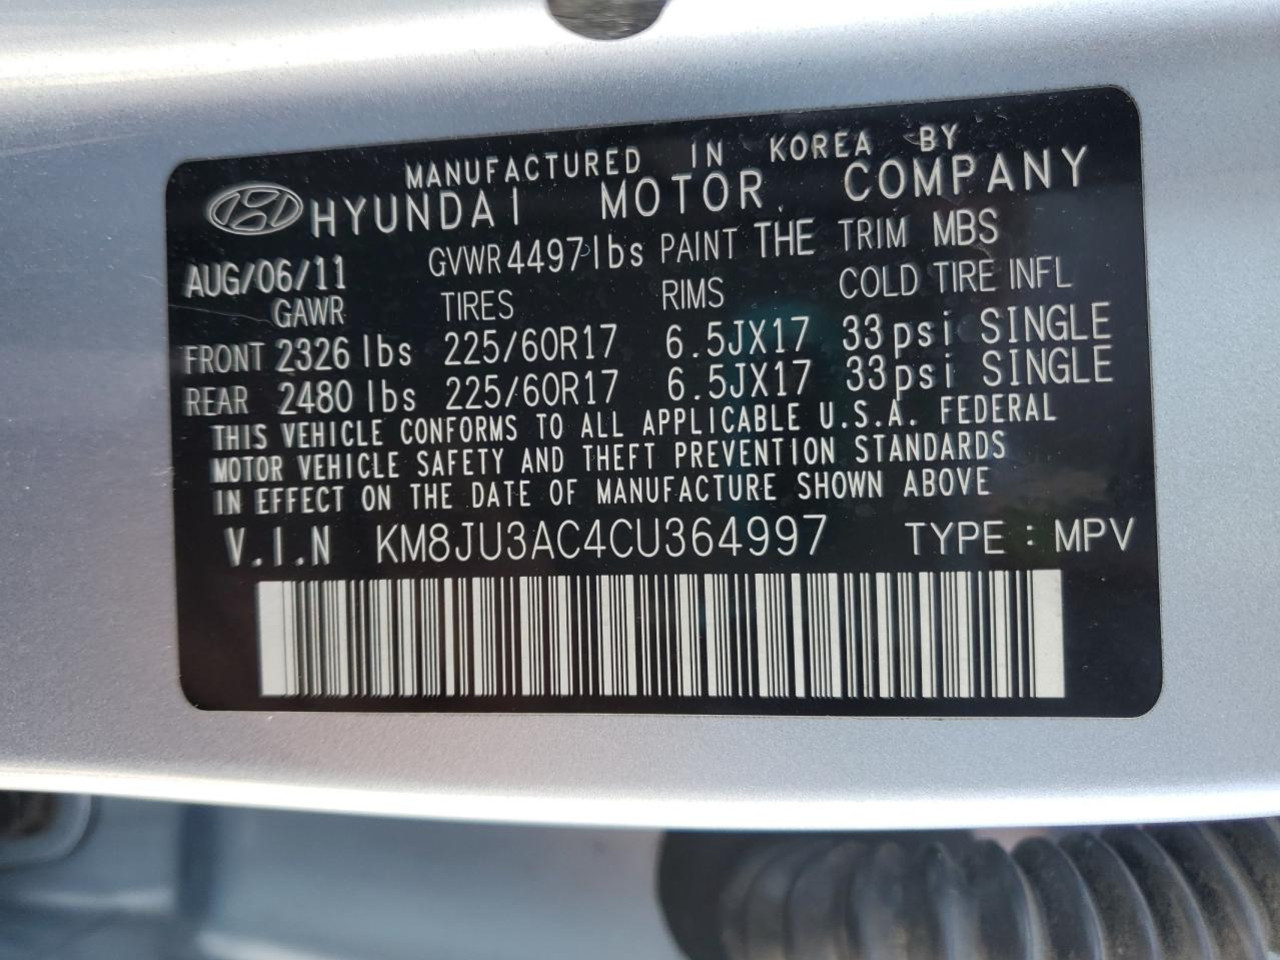 MANUFACTURED IN KOREA BY
HYUNDAI MOTOR COMPANY
AUG/06/11 GVWR 4497 lbs PAINT THE TRIM MBS
GAWR TIRES RIMS COLD TIRE INFL
FRONT 2326 lbs 225/60R17 6.5JX17 33psi SINGLE
REAR 2480 lbs 225/60R17 6.5JX17 33psi SINGLE
THIS VEHICLE CONFORMS TO ALL APPLICABLE U.S.A. FEDERAL
MOTOR VEHICLE SAFETY AND THEFT PREVENTION STANDARDS
IN EFFECT ON THE DATE OF MANUFACTURE SHOWN ABOVE
V.I.N KM8JU3AC4CU364997 TYPE : MPV